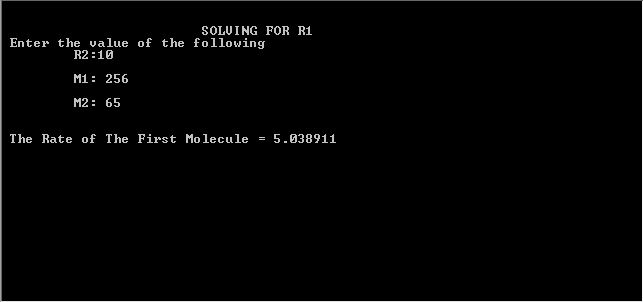 SOLVING FOR R1
Enter the value of the following
R2:10
M1: 256
M2: 65
The Rate of The First Molecule = 5.038911